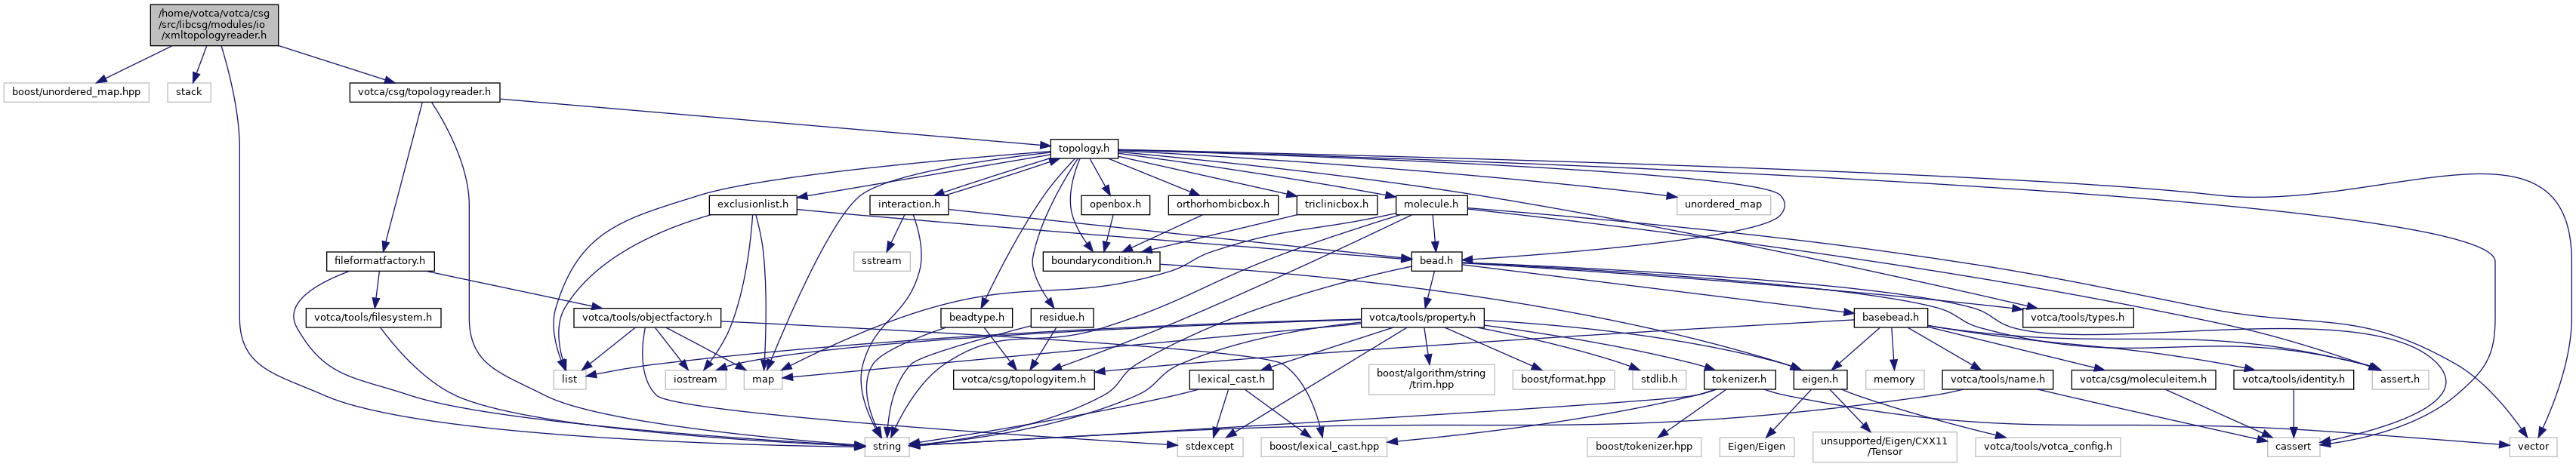 /home/votca/votca/csg
/src/libcsg/modules/io
/xmltopologyreader.h
boost/unordered_map.hpp
stack
votca/csg/topologyreader.h
topology.h
exclusionlist.h
interaction.h
openbox.h
orthorhombicbox.h
triclinicbox.h
molecule.h
unordered_map
fileformatfactory.h
sstream
boundarycondition.h
bead.h
votca/tools/filesystem.h
votca/tools/objectfactory.h
beadtype.h
residue.h
votca/tools/property.h
basebead.h
votca/tools/types.h
list
iostream
map
votca/csg/topologyitem.h
lexical_cast.h
boost/algorithm/string
/trim.hpp
boost/format.hpp
stdlib.h
tokenizer.h
eigen.h
memory
votca/tools/name.h
votca/csg/moleculeitem.h
votca/tools/identity.h
assert.h
string
stdexcept
boost/lexical_cast.hpp
boost/tokenizer.hpp
Eigen/Eigen
unsupported/Eigen/CXX11
/Tensor
votca/tools/votca_config.h
cassert
vector